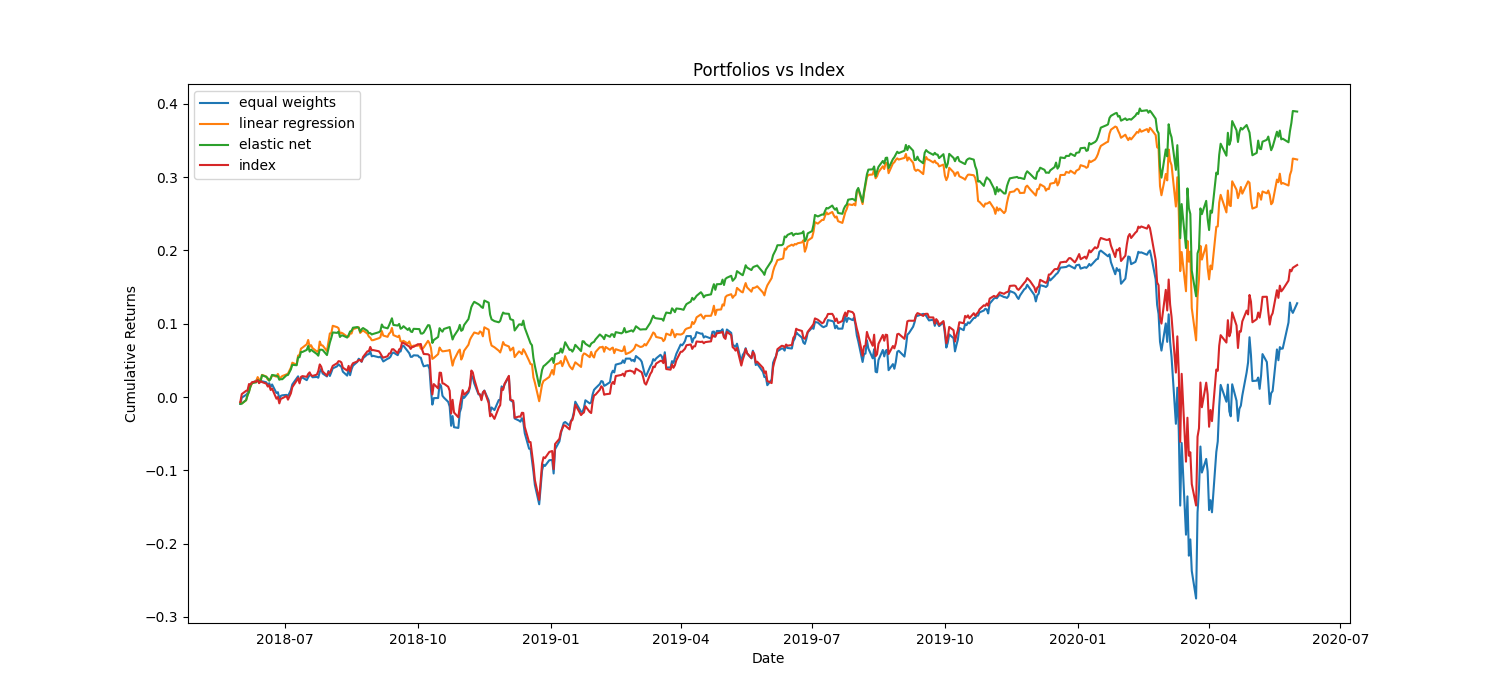 Portfolios vs Index
equal weights
linear regression
elastic net
index
Cumulative Returns
0.4
0.3
0.2
0.1
0.0
−0.1
−0.2
−0.3
2018-07 2018-10 2019-01 2019-04 2019-07 2019-10 2020-01 2020-04 2020-07
Date